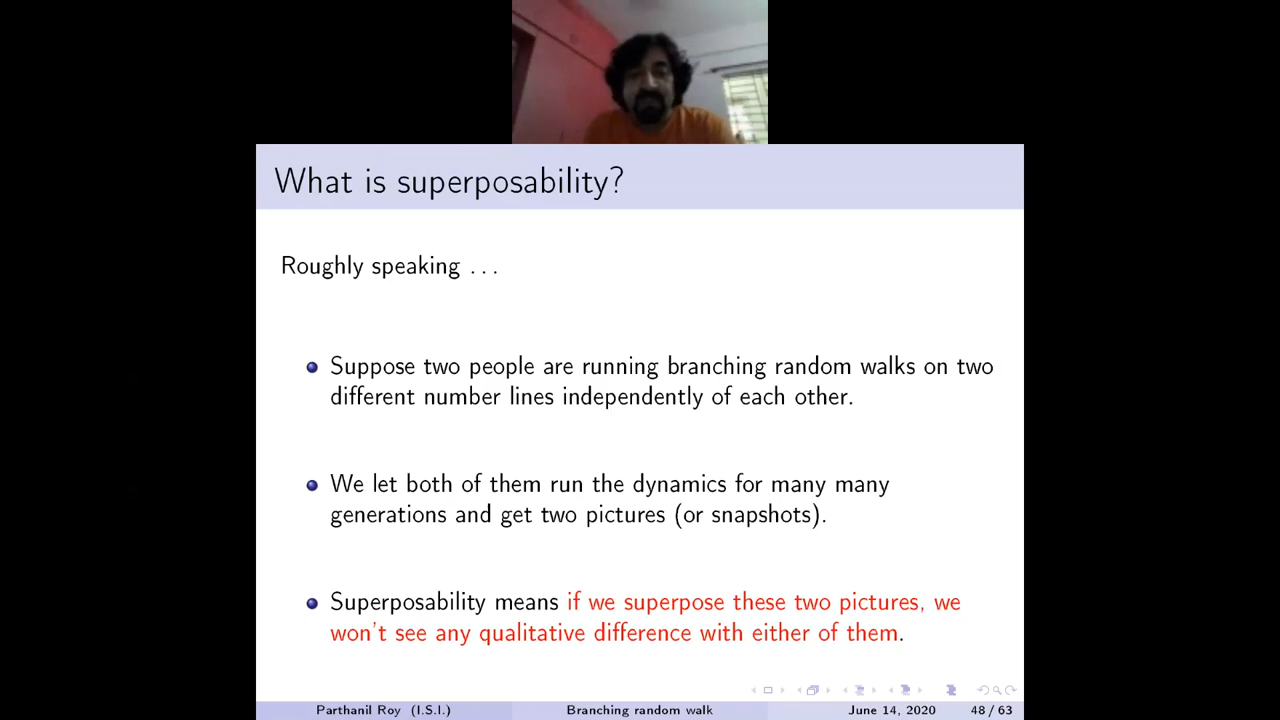 What is superposability?
Roughly speaking . . .
Suppose two people are running branching random walks on two
different number lines independently of each other.
We let both of them run the dynamics for many many
generations and get two pictures (or snapshots).
Superposability means if we superpose these two pictures, we
won't see any qualitative difference with either of them.
Parthanil Roy (I.S.I.) Branching random walk June 14, 2020 48 / 63